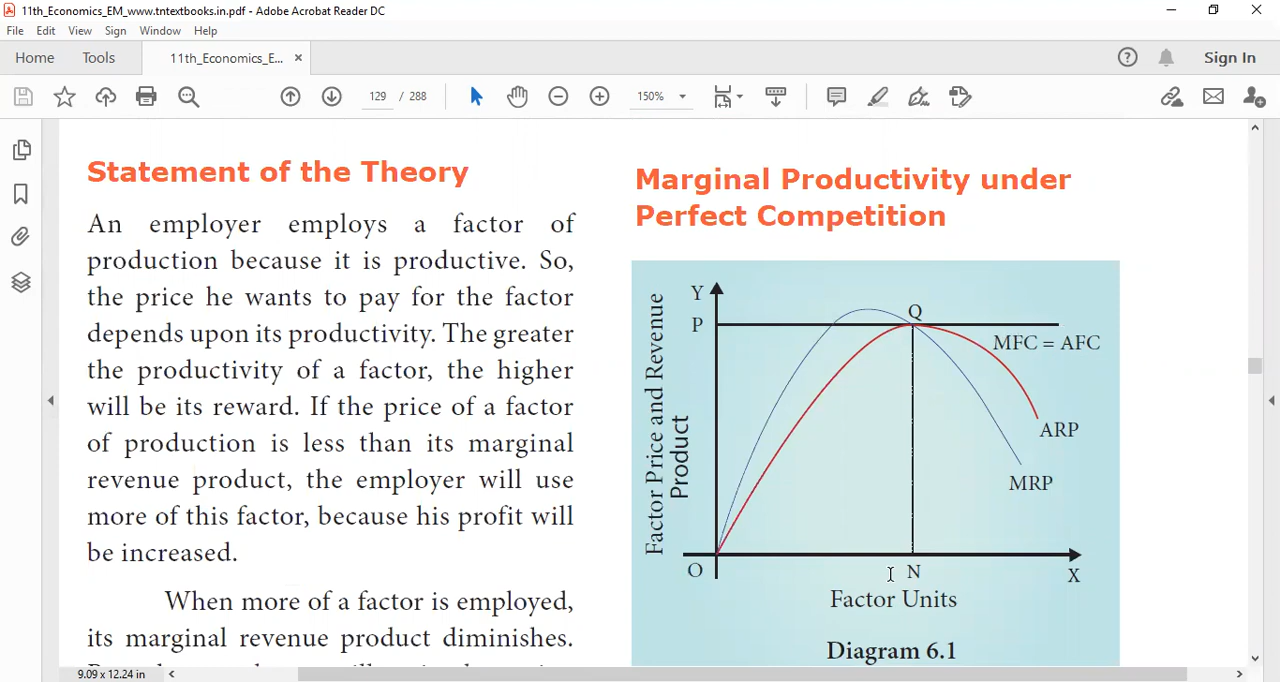 11th_Economics_EM_www.tntextbooks.in.pdf - Adobe Acrobat Reader DC
File Edit View Sign Window Help
Home Tools 11th_Economics_E... ×
Sign In
129 / 288
150%
Statement of the Theory
An employer employs a factor of
production because it is productive. So,
the price he wants to pay for the factor
depends upon its productivity. The greater
the productivity of a factor, the higher
will be its reward. If the price of a factor
of production is less than its marginal
revenue product, the employer will use
more of this factor, because his profit will
be increased.
When more of a factor is employed,
its marginal revenue product diminishes.
Marginal Productivity under
Perfect Competition
Factor Price and Revenue
Product
Y
P
Q
MFC = AFC
ARP
MRP
O
N
X
Factor Units
Diagram 6.1
9.09 x 12.24 in